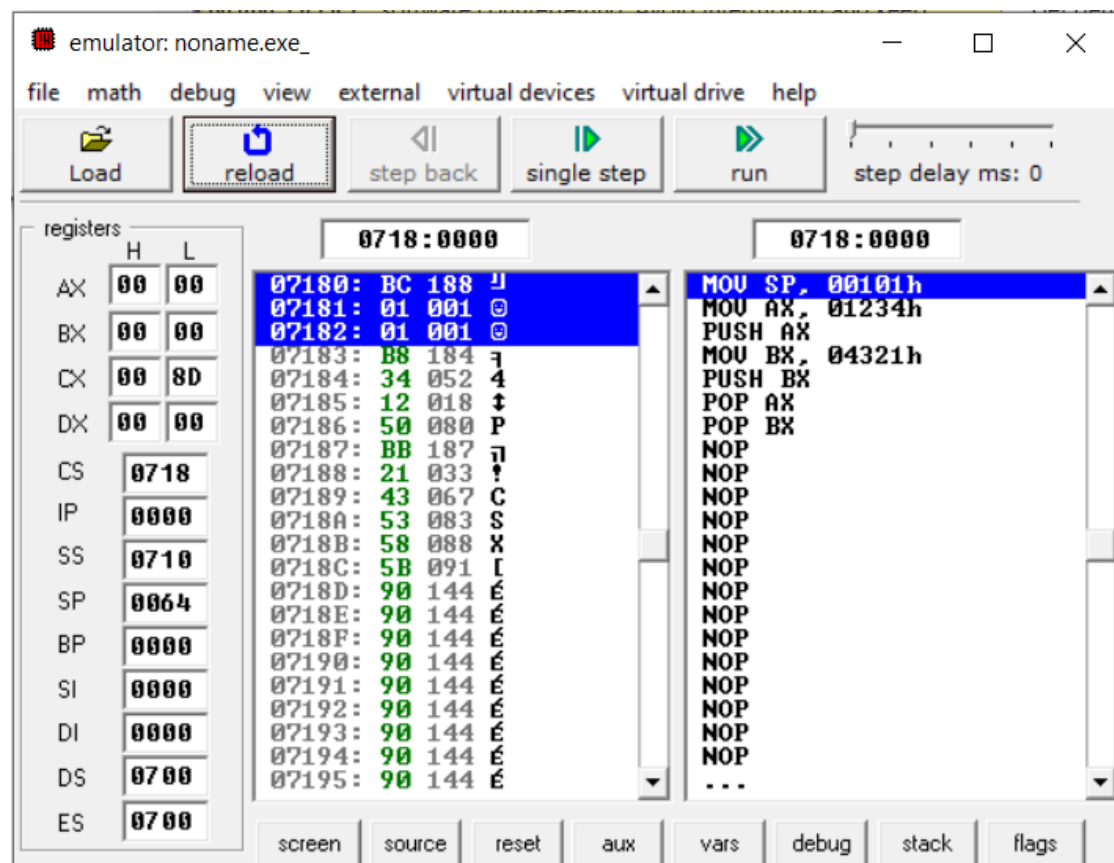 emulator: noname.exe_
file math debug view external virtual devices virtual drive help
Load reload step back single step run step delay ms: 0
registers
H L
0718:0000 0718:0000
AX 00 00
BX 00 00
CX 00 8D
DX 00 00
CS 0718
IP 0000
SS 0710
SP 0064
BP 0000
SI 0000
DI 0000
DS 0700
ES 0700
07180: BC 188 ╝
07181: 01 001 ☺
07182: 01 001 ☺
07183: B8 184 ╕
07184: 34 052 4
07185: 12 018 ↕
07186: 50 080 P
07187: BB 187 ╗
07188: 21 033 !
07189: 43 067 C
0718A: 53 083 S
0718B: 58 088 X
0718C: 5B 091 [
0718D: 90 144 É
0718E: 90 144 É
0718F: 90 144 É
07190: 90 144 É
07191: 90 144 É
07192: 90 144 É
07193: 90 144 É
07194: 90 144 É
07195: 90 144 É
MOV SP, 00101h
MOV AX, 01234h
PUSH AX
MOV BX, 04321h
PUSH BX
POP AX
POP BX
NOP
NOP
NOP
NOP
NOP
NOP
NOP
NOP
NOP
NOP
NOP
NOP
NOP
NOP
...
screen source reset aux vars debug stack flags